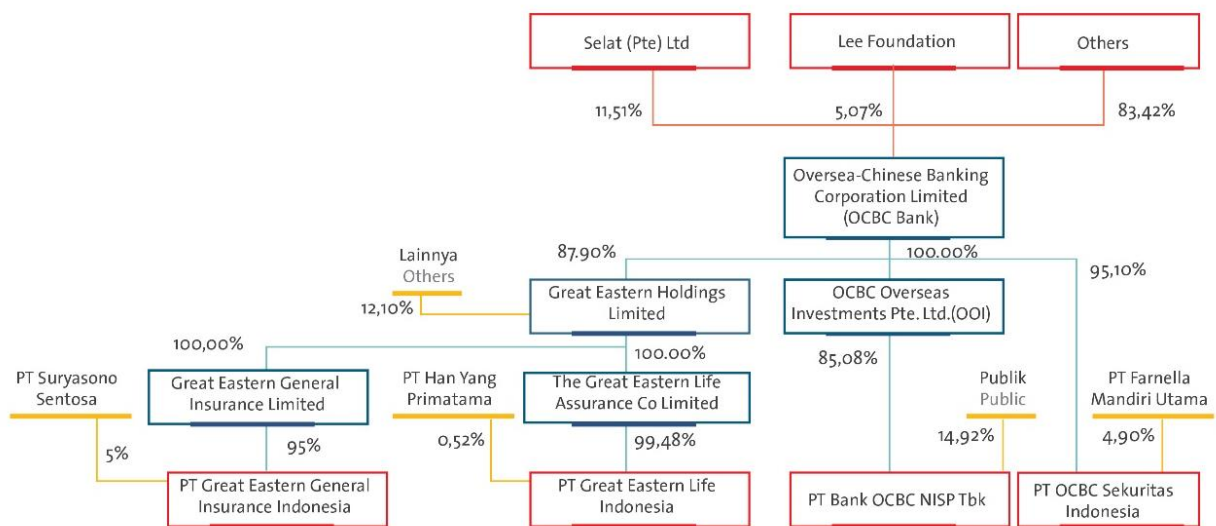 Selat (Pte) Ltd
Lee Foundation
Others
11,51%
5,07%
83,42%
Oversea-Chinese Banking
Corporation Limited
(OCBC Bank)
87.90%
100.00%
95,10%
Lainnya
Others
12,10%
Great Eastern Holdings
Limited
OCBC Overseas
Investments Pte. Ltd.(OOI)
100,00%
100.00%
85,08%
PT Suryasono
Sentosa
Great Eastern General
Insurance Limited
PT Han Yang
Primatama
The Great Eastern Life
Assurance Co Limited
Publik
Public
PT Farnella
Mandiri Utama
5%
95%
0,52%
99,48%
14,92%
4,90%
PT Great Eastern General
Insurance Indonesia
PT Great Eastern Life
Indonesia
PT Bank OCBC NISP Tbk
PT OCBC Sekuritas
Indonesia